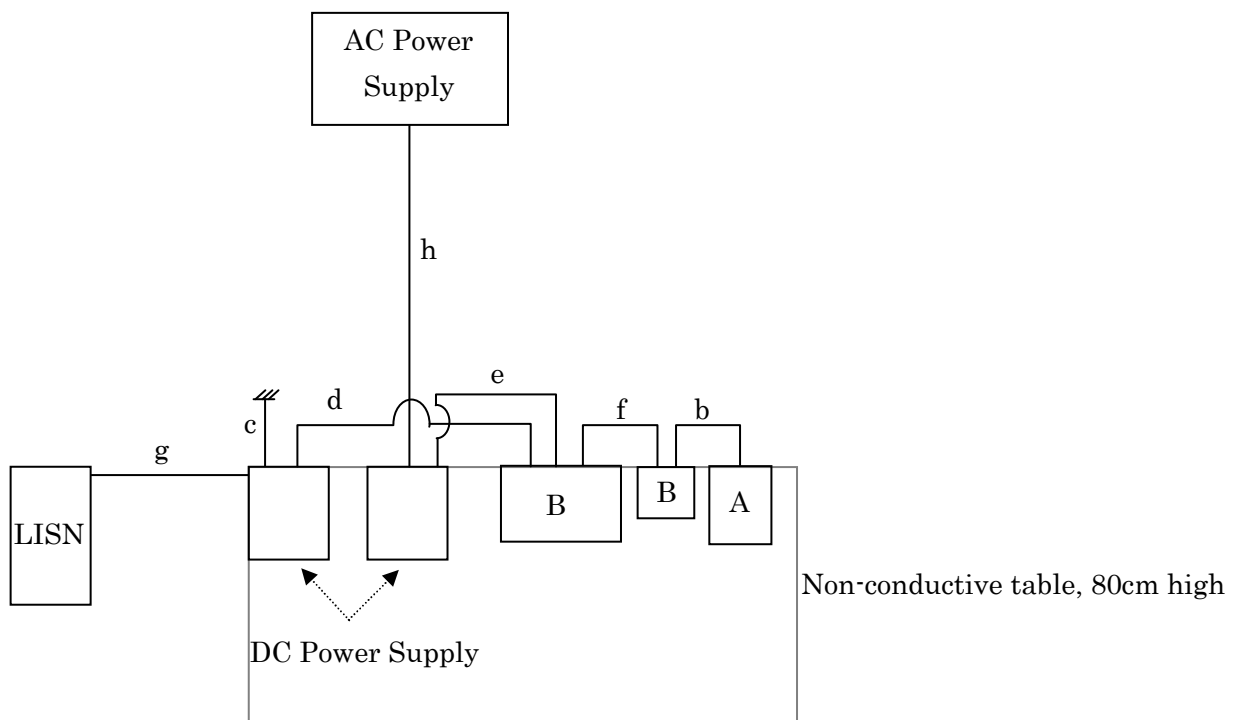 AC Power
Supply
h
e
d
f
b
c
g
LISN
B
B
A
Non-conductive table, 80cm high
DC Power Supply